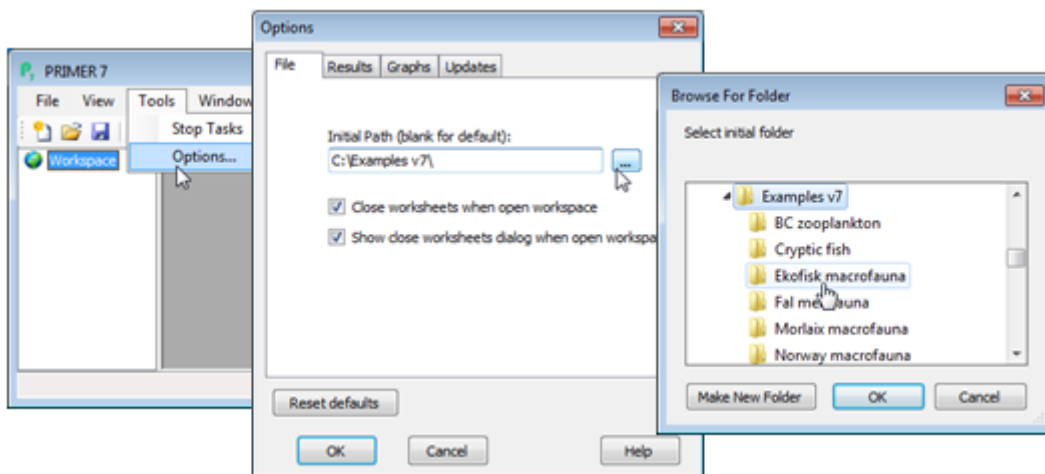 PRIMER 7
File View Tools Window
Stop Tasks
Options...
Workspace
Options
File Results Graphs Updates
Initial Path (blank for default):
C:\Examples v7\
...
Close worksheets when open workspace
Show close worksheets dialog when open workspa
Reset defaults
OK Cancel Help
Browse For Folder
Select initial folder
Examples v7
BC zooplankton
Cryptic fish
Ekofisk macrofauna
Fal me auna
Morlaix macrofauna
Norway macrofauna
Make New Folder OK Cancel